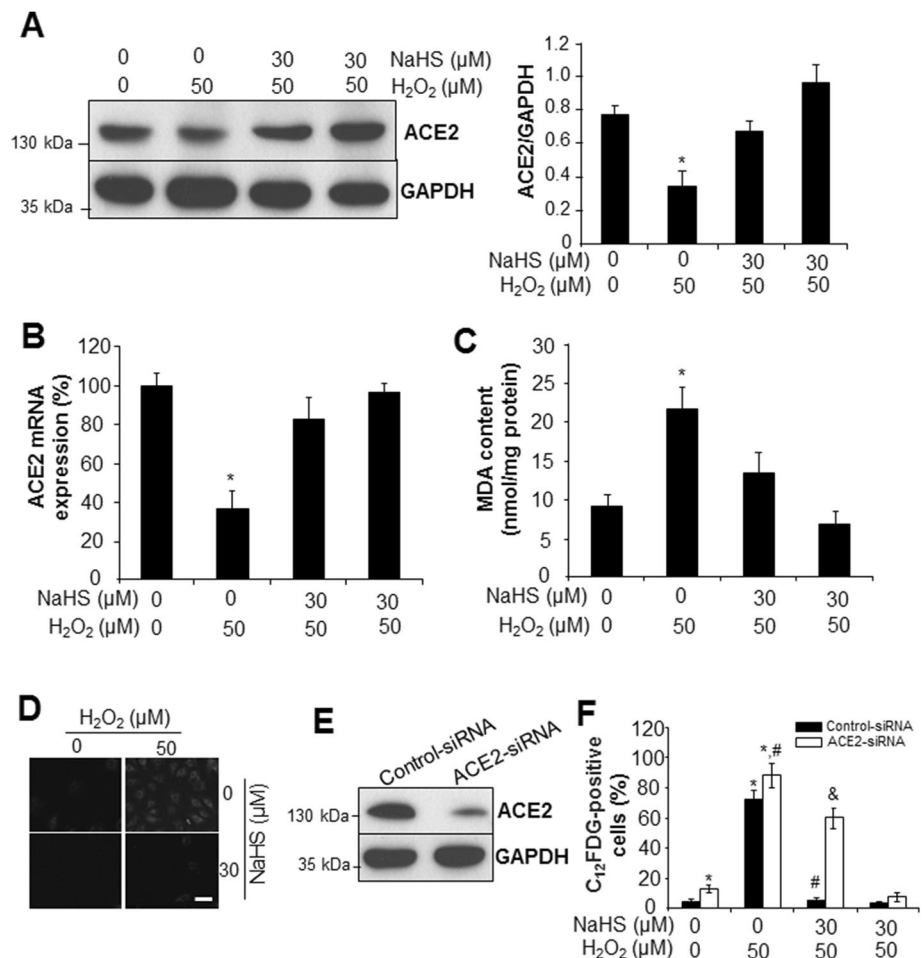 A
0 0 30 30 NaHS (µM)
0 50 50 50 H₂O₂ (µM)
130 kDa ACE2
35 kDa GAPDH
ACE2/GAPDH
1.2
1.0
0.8
0.6
0.4
0.2
0
*
NaHS (µM) 0 0 30 30
H₂O₂ (µM) 0 50 50 50
B
ACE2 mRNA
expression (%)
120
100
80
60
40
20
0
*
NaHS (µM) 0 0 30 30
H₂O₂ (µM) 0 50 50 50
C
MDA content
(nmol/mg protein)
30
25
20
15
10
5
0
*
NaHS (µM) 0 0 30 30
H₂O₂ (µM) 0 50 50 50
D
H₂O₂ (µM)
0 50
0
30
NaHS (µM)
E
Control-siRNA ACE2-siRNA
130 kDa ACE2
35 kDa GAPDH
F
C₁₂FDG-positive
cells (%)
120
100
80
60
40
20
0
Control-siRNA
ACE2-siRNA
* * *,# # &
NaHS (µM) 0 0 30 30
H₂O₂ (µM) 0 50 50 50